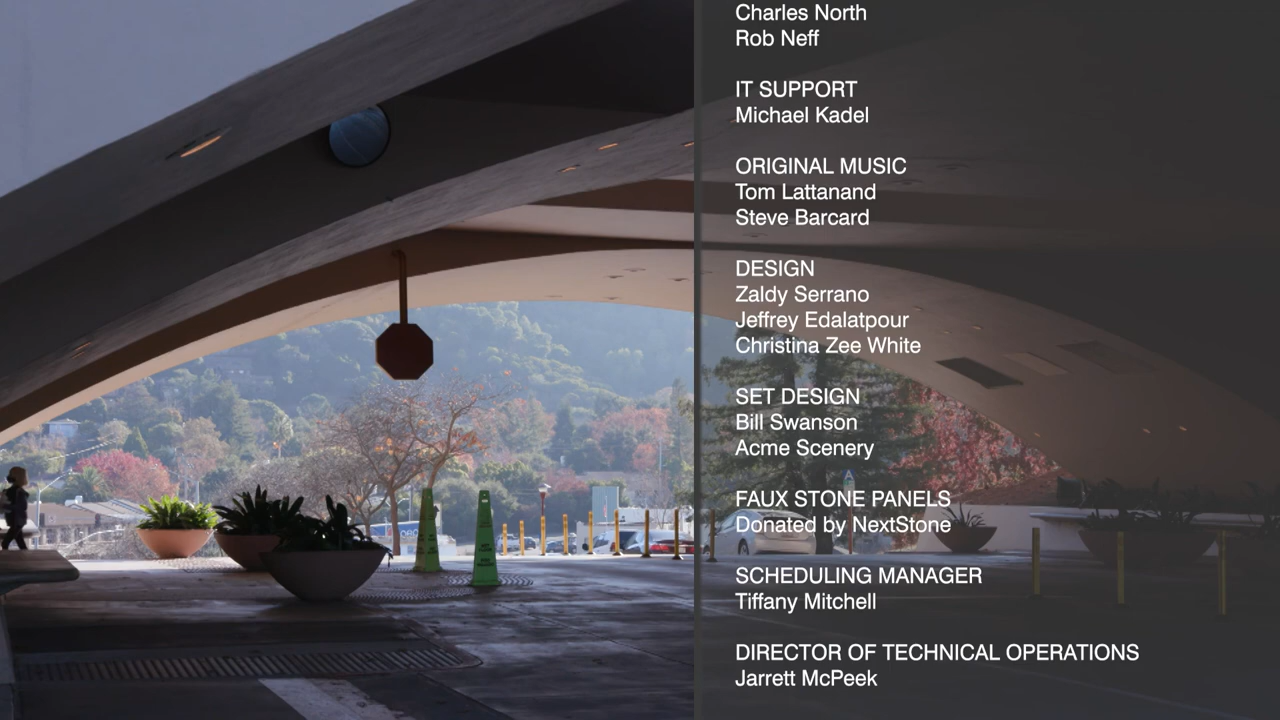 Charles North
Rob Neff
IT SUPPORT
Michael Kadel
ORIGINAL MUSIC
Tom Lattanand
Steve Barcard
DESIGN
Zaldy Serrano
Jeffrey Edalatpour
Christina Zee White
SET DESIGN
Bill Swanson
Acme Scenery
FAUX STONE PANELS
Donated by NextStone
SCHEDULING MANAGER
Tiffany Mitchell
DIRECTOR OF TECHNICAL OPERATIONS
Jarrett McPeek